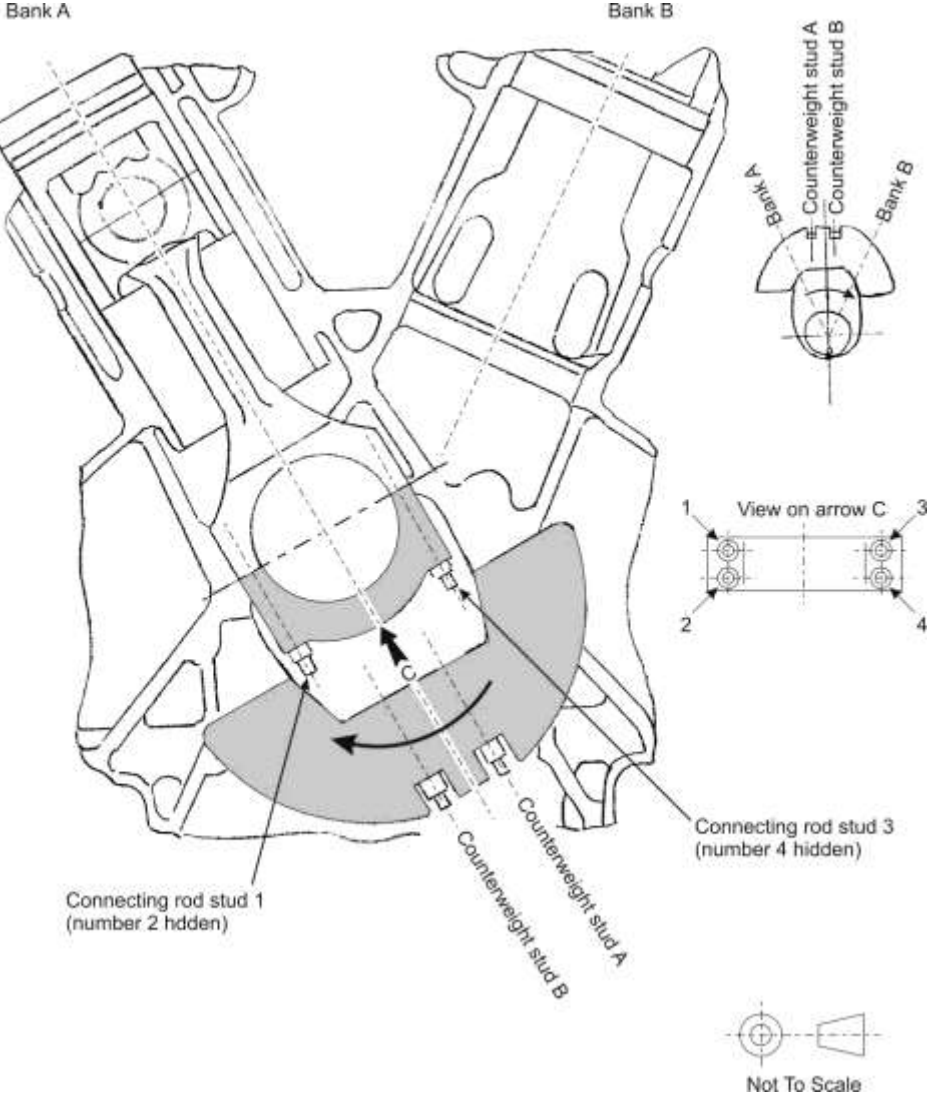 Bank A
Bank B
Counterweight stud A
Counterweight stud B
Bank A
Bank B
View on arrow C
1
3
2
4
C
Connecting rod stud 3
(number 4 hidden)
Connecting rod stud 1
(number 2 hdden)
Counterweight stud A
Counterweight stud B
Not To Scale